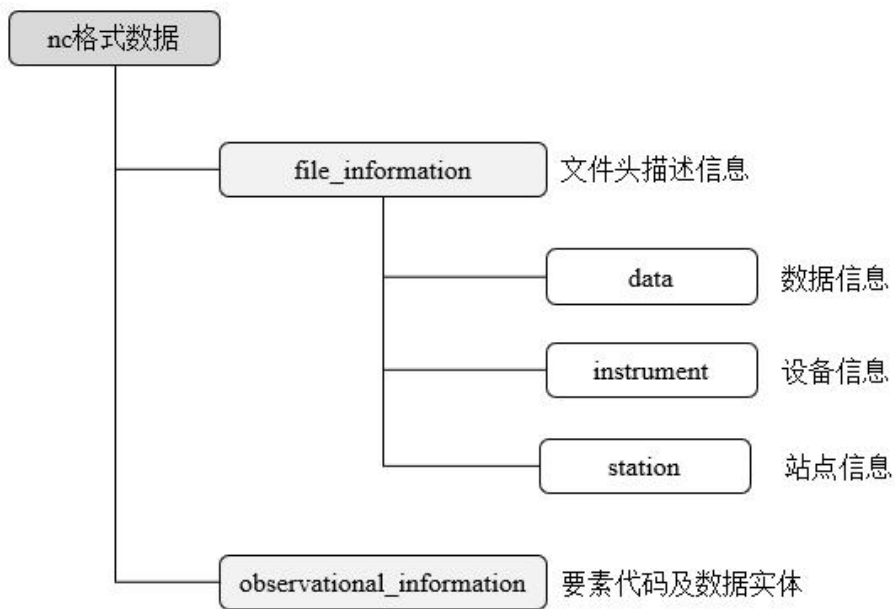 nc格式数据
file_information 文件头描述信息
data 数据信息
instrument 设备信息
station 站点信息
observational_information 要素代码及数据实体